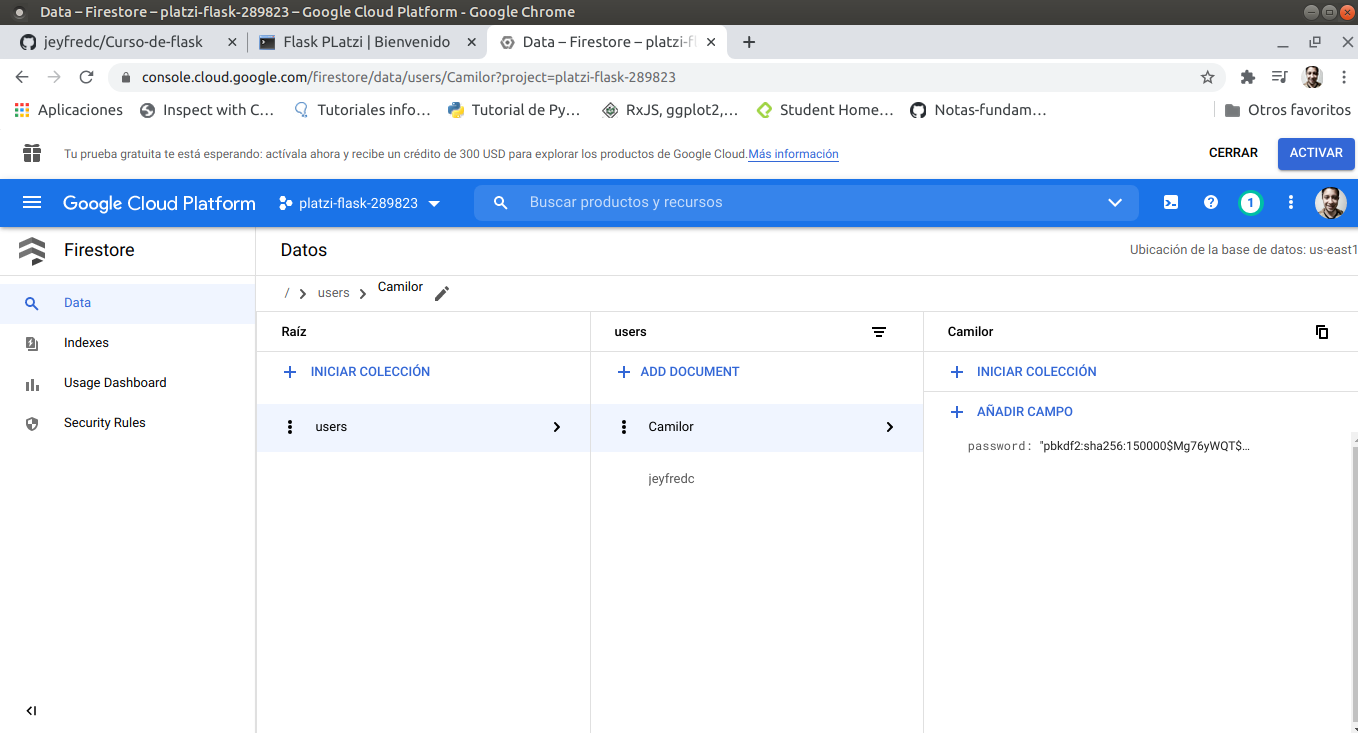 Data – Firestore – platzi-flask-289823 – Google Cloud Platform - Google Chrome
jeyfredc/Curso-de-flask
Flask PLatzi | Bienvenido
Data – Firestore – platzi-fl
console.cloud.google.com/firestore/data/users/Camilor?project=platzi-flask-289823
Aplicaciones
Inspect with C...
Tutoriales info...
Tutorial de Py...
RxJS, ggplot2,...
Student Home...
Notas-fundam...
Otros favoritos
Tu prueba gratuita te está esperando: actívala ahora y recibe un crédito de 300 USD para explorar los productos de Google Cloud.Más información
CERRAR
ACTIVAR
Google Cloud Platform
platzi-flask-289823
Buscar productos y recursos
1
Firestore
Datos
Ubicación de la base de datos: us-east1
Data
Indexes
Usage Dashboard
Security Rules
/ users Camilor
Raíz
INICIAR COLECCIÓN
users
users
ADD DOCUMENT
Camilor
jeyfredc
Camilor
INICIAR COLECCIÓN
AÑADIR CAMPO
password: "pbkdf2:sha256:150000$Mg76yWQT$...